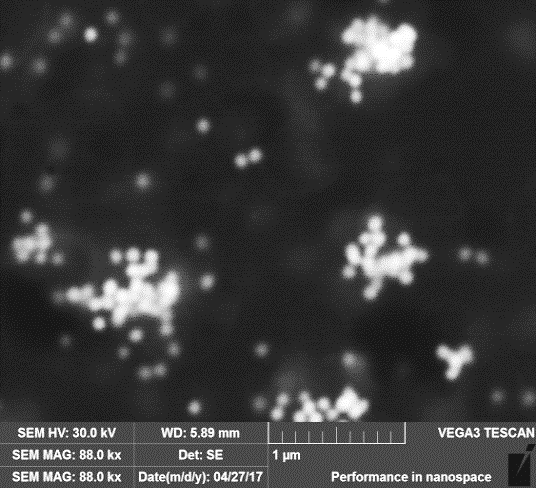 SEM HV: 30.0 kV WD: 5.89 mm VEGA3 TESCAN
SEM MAG: 88.0 kx Det: SE 1 µm
SEM MAG: 88.0 kx Date(m/d/y): 04/27/17 Performance in nanospace